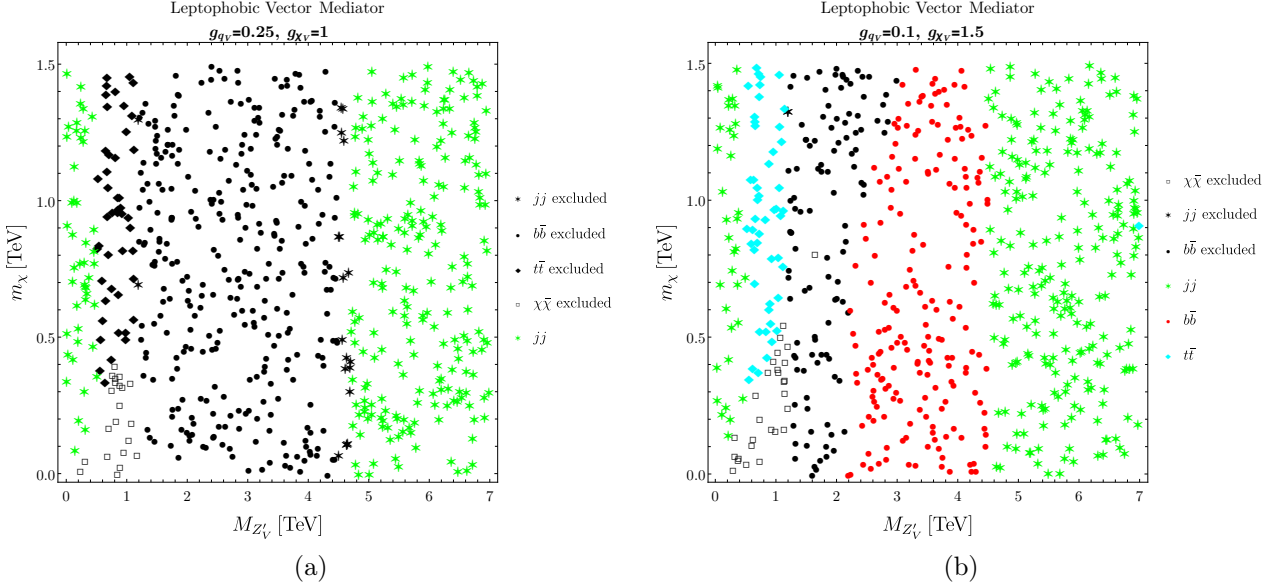 Leptophobic Vector Mediator
g_{q_V}=0.25, g_{χ_V}=1
1.5
1.0
0.5
0.0
m_χ [TeV]
0 1 2 3 4 5 6 7
M_{Z'_V} [TeV]
jj excluded
bb̄ excluded
tt̄ excluded
χχ̄ excluded
jj
(a)
Leptophobic Vector Mediator
g_{q_V}=0.1, g_{χ_V}=1.5
1.5
1.0
0.5
0.0
m_χ [TeV]
0 1 2 3 4 5 6 7
M_{Z'_V} [TeV]
χχ̄ excluded
jj excluded
bb̄ excluded
jj
bb̄
tt̄
(b)